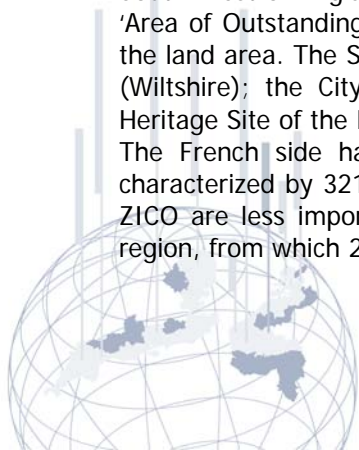 'Area of Outstanding
the land area. The S
(Wiltshire); the City
Heritage Site of the
The French side ha
characterized by 321
ZICO are less impor
region, from which 2